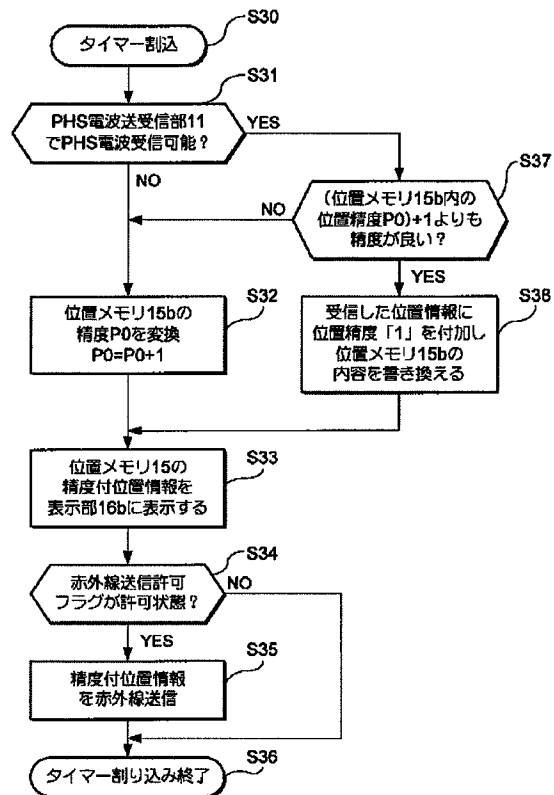 S30
タイマー割込
S31
PHS電波送受信部11
でPHS電波受信可能？
YES
NO
S37
(位置メモリ15b内の
位置精度P0)+1よりも
精度が良い？
NO
YES
S32
位置メモリ15bの
精度P0を変換
P0=P0+1
S38
受信した位置情報に
位置精度「1」を付加し
位置メモリ15bの
内容を書き換える
S33
位置メモリ15の
精度付位置情報を
表示部16bに表示する
S34
赤外線送信許可
フラグが許可状態？
NO
YES
S35
精度付位置情報
を赤外線送信
S36
タイマー割り込み終了